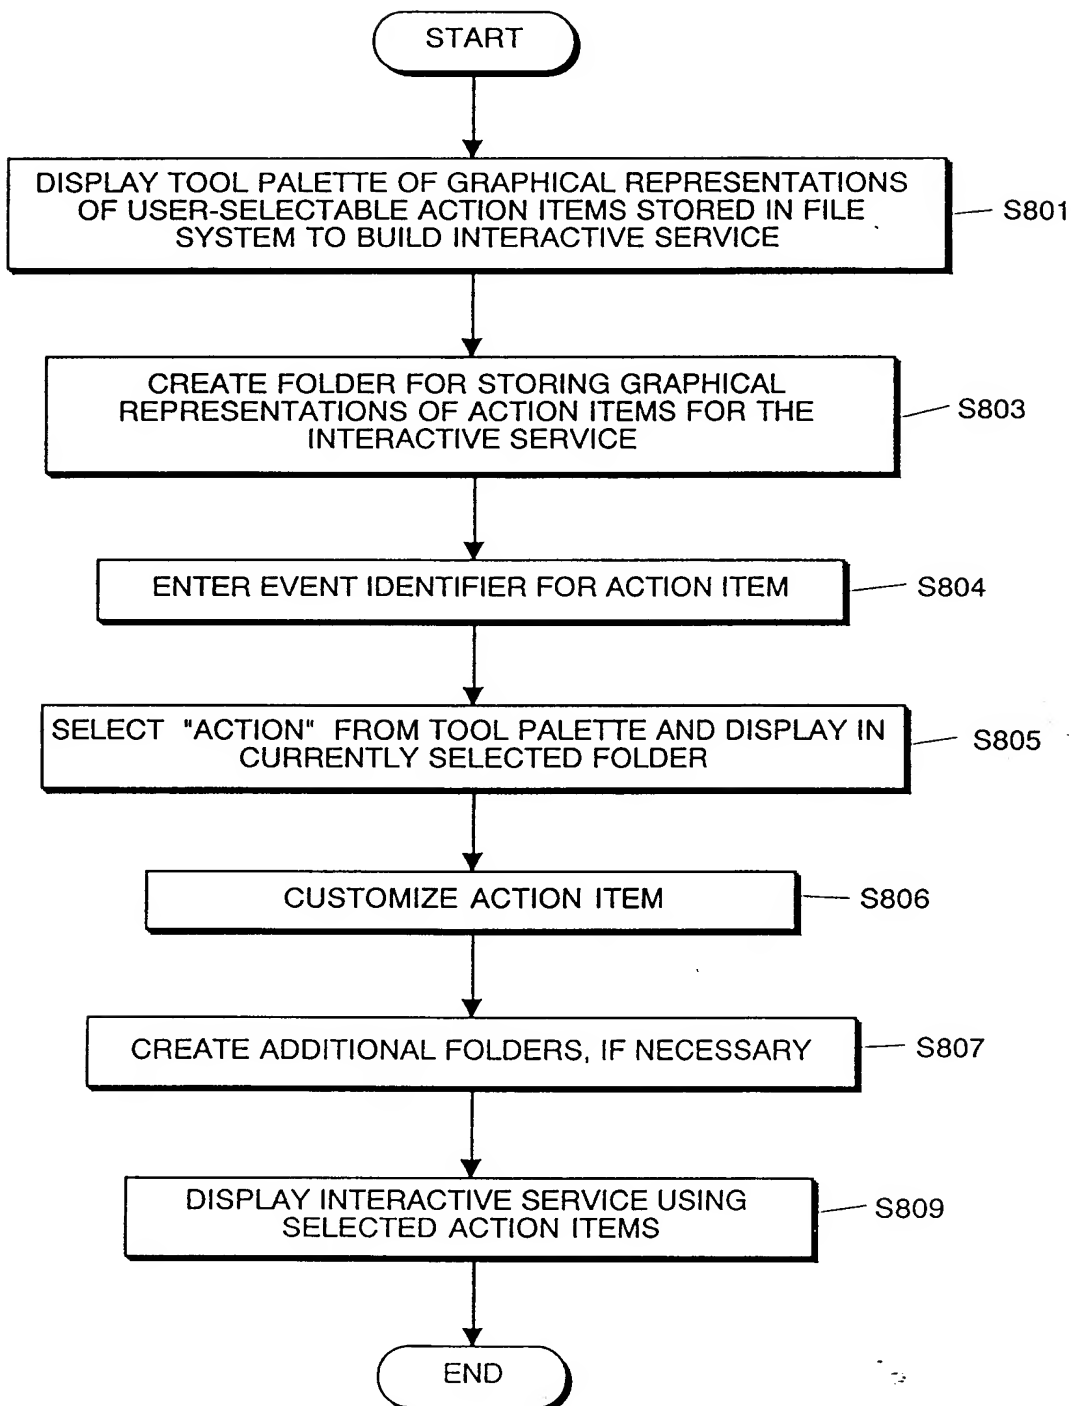 START
DISPLAY TOOL PALETTE OF GRAPHICAL REPRESENTATIONS
OF USER-SELECTABLE ACTION ITEMS STORED IN FILE
SYSTEM TO BUILD INTERACTIVE SERVICE
S801
CREATE FOLDER FOR STORING GRAPHICAL
REPRESENTATIONS OF ACTION ITEMS FOR THE
INTERACTIVE SERVICE
S803
ENTER EVENT IDENTIFIER FOR ACTION ITEM
S804
SELECT "ACTION" FROM TOOL PALETTE AND DISPLAY IN
CURRENTLY SELECTED FOLDER
S805
CUSTOMIZE ACTION ITEM
S806
CREATE ADDITIONAL FOLDERS, IF NECESSARY
S807
DISPLAY INTERACTIVE SERVICE USING
SELECTED ACTION ITEMS
S809
END